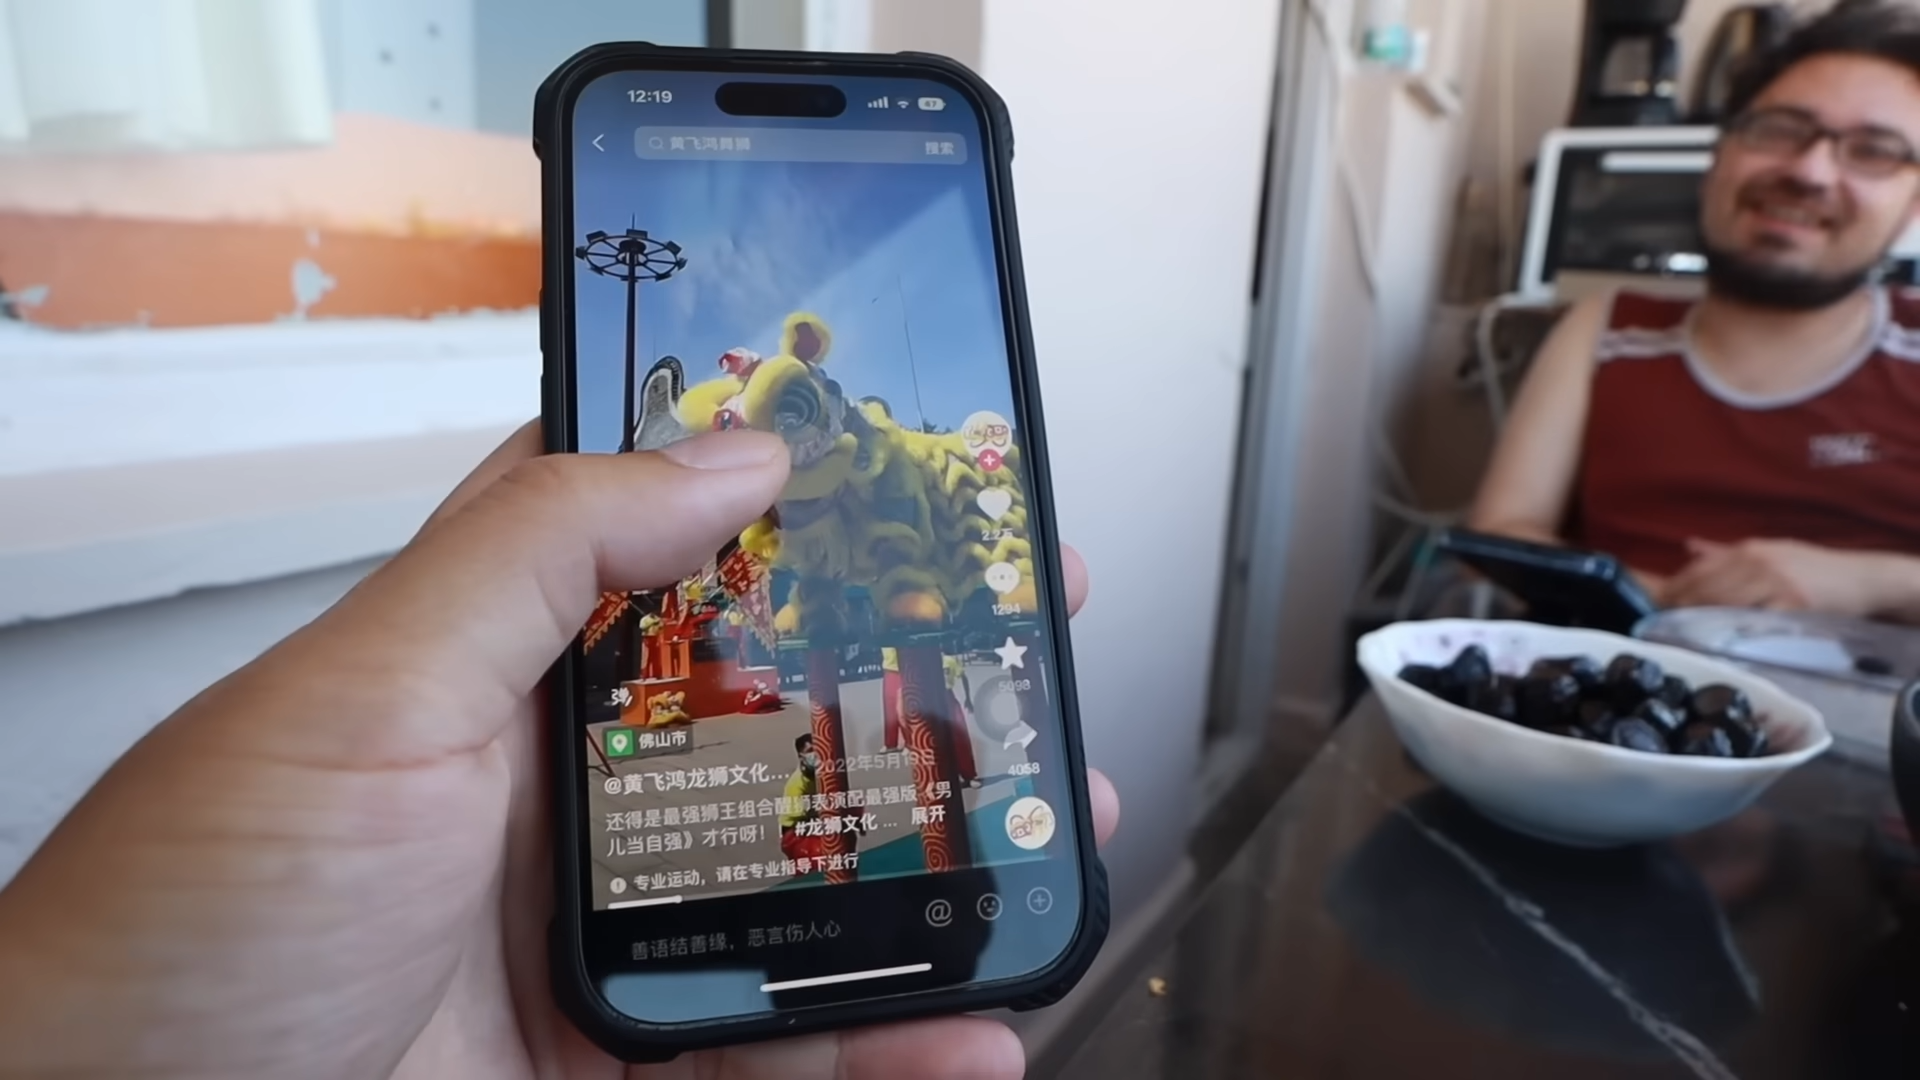 12:19
47
黄飞鸿舞狮
搜索
2.2万
1294
5098
4058
弹
佛山市
@黄飞鸿龙狮文化... 2022年5月19日
还得是最强狮王组合醒狮表演配最强版《男
儿当自强》才行呀！ #龙狮文化 ... 展开
专业运动，请在专业指导下进行
善语结善缘，恶言伤人心